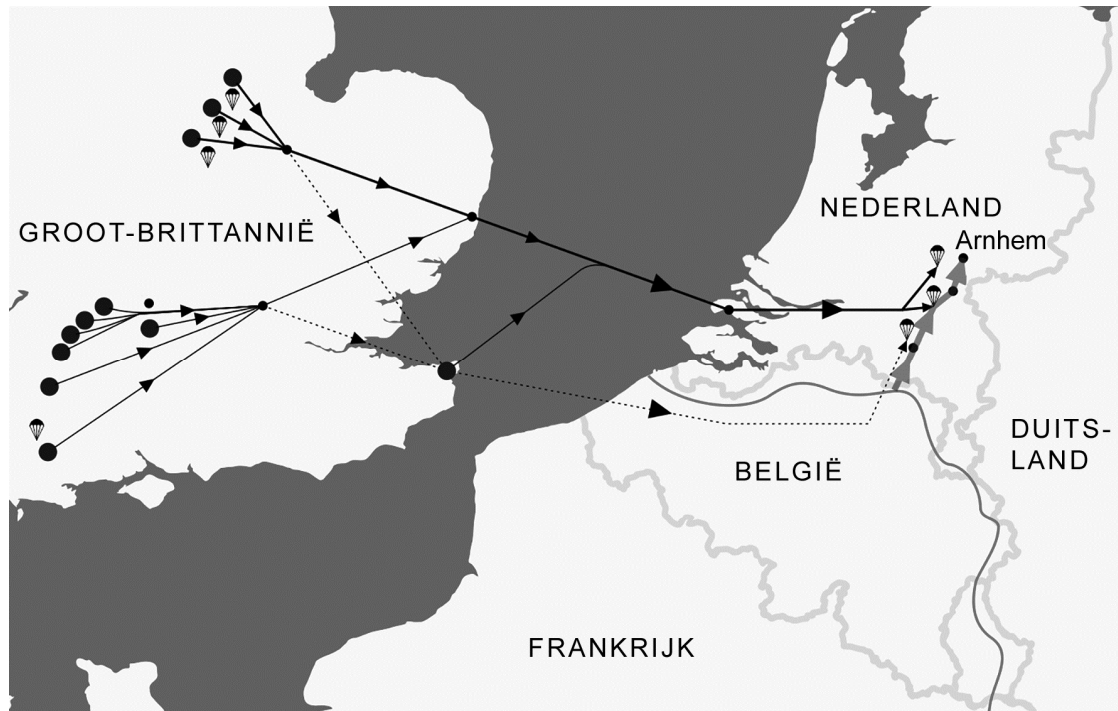 GROOT-BRITTANNIË
NEDERLAND
Arnhem
DUITS-
LAND
BELGIË
FRANKRIJK